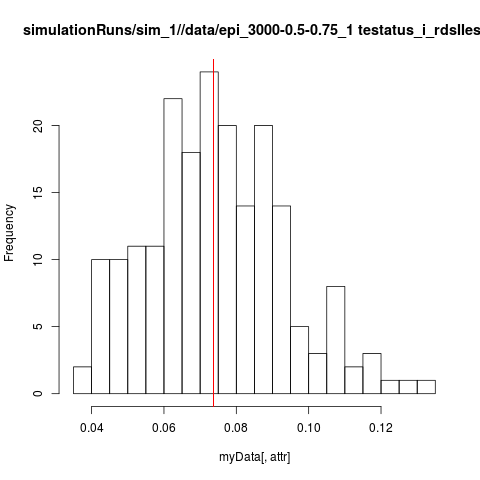 simulationRuns/sim_1//data/epi_3000-0.5-0.75_1 testatus_i_rdslles
Frequency
20
15
10
5
0
0.04 0.06 0.08 0.10 0.12
myData[, attr]